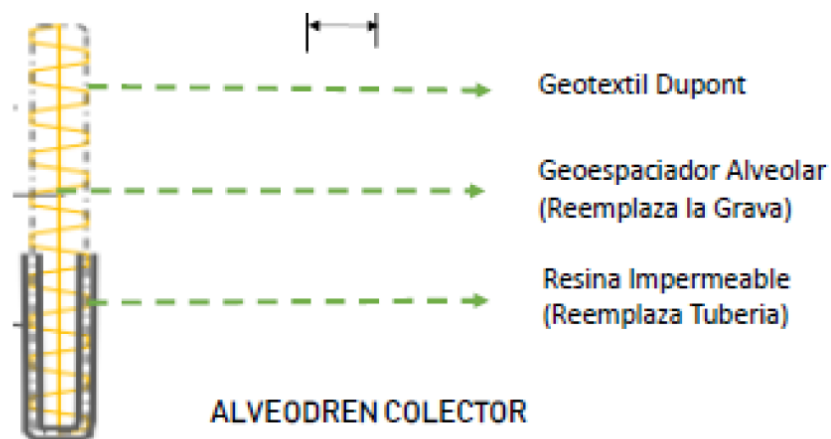 Geotextil Dupont
Geoespaciador Alveolar
(Reemplaza la Grava)
Resina Impermeable
(Reemplaza Tuberia)
ALVEODREN COLECTOR